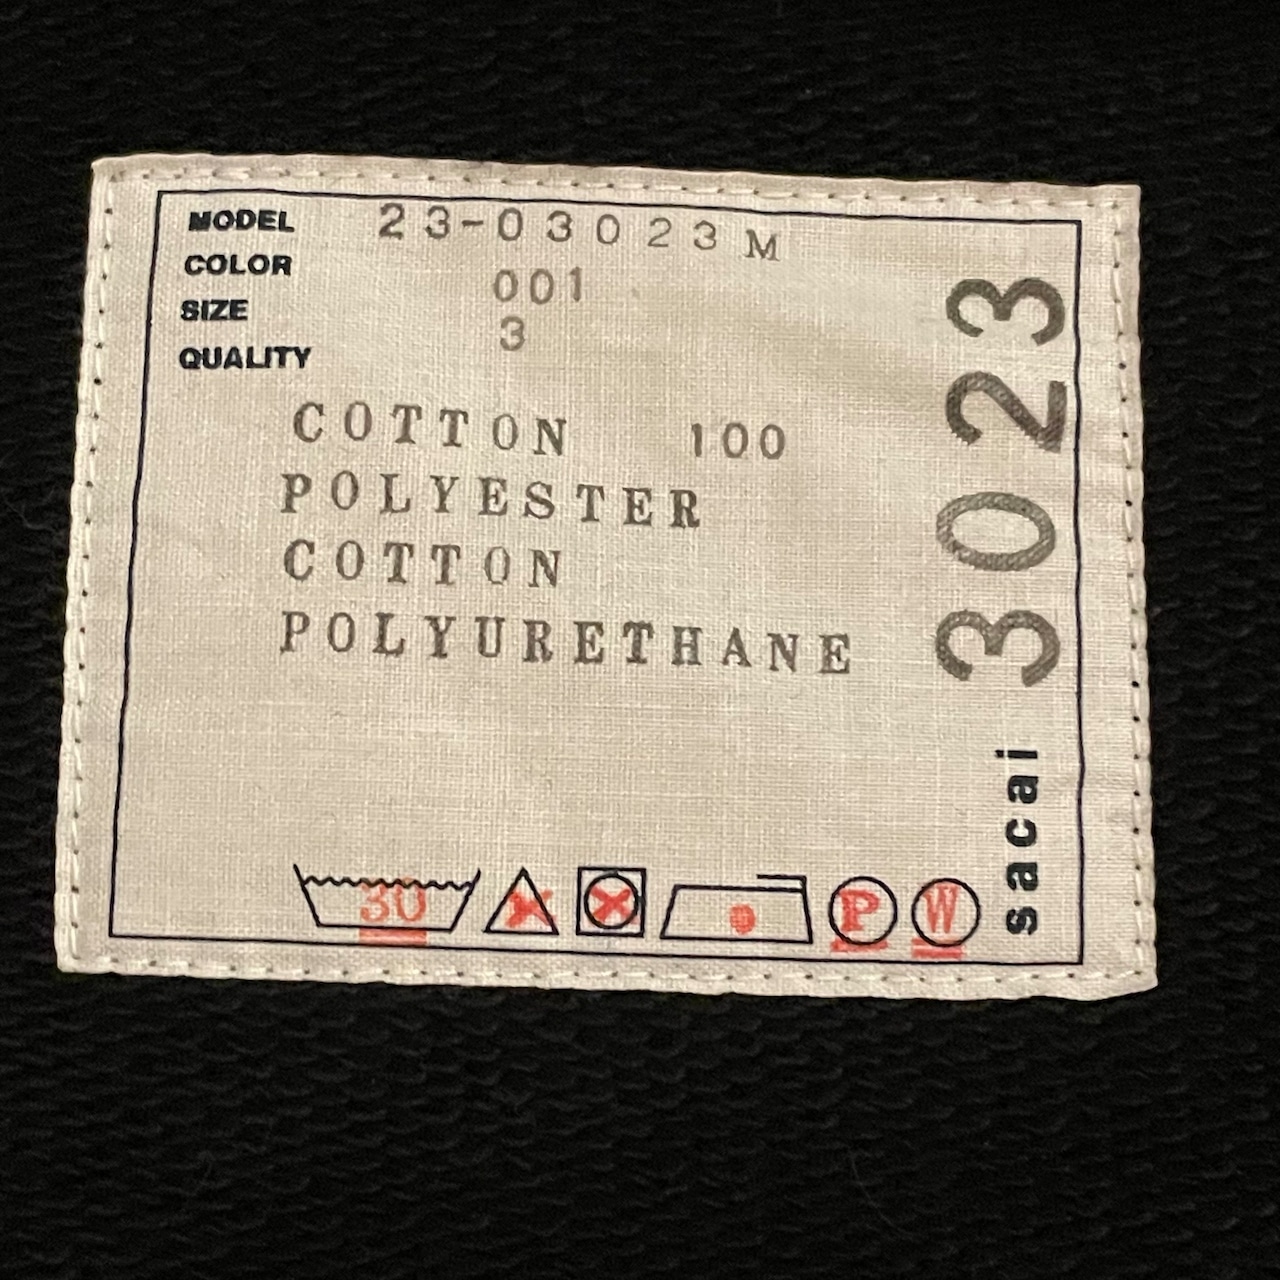 MODEL 23-03023M
COLOR 001
SIZE 3
QUALITY
COTTON 100
POLYESTER
COTTON
POLYURETHANE
30
P
W
sacai 3023